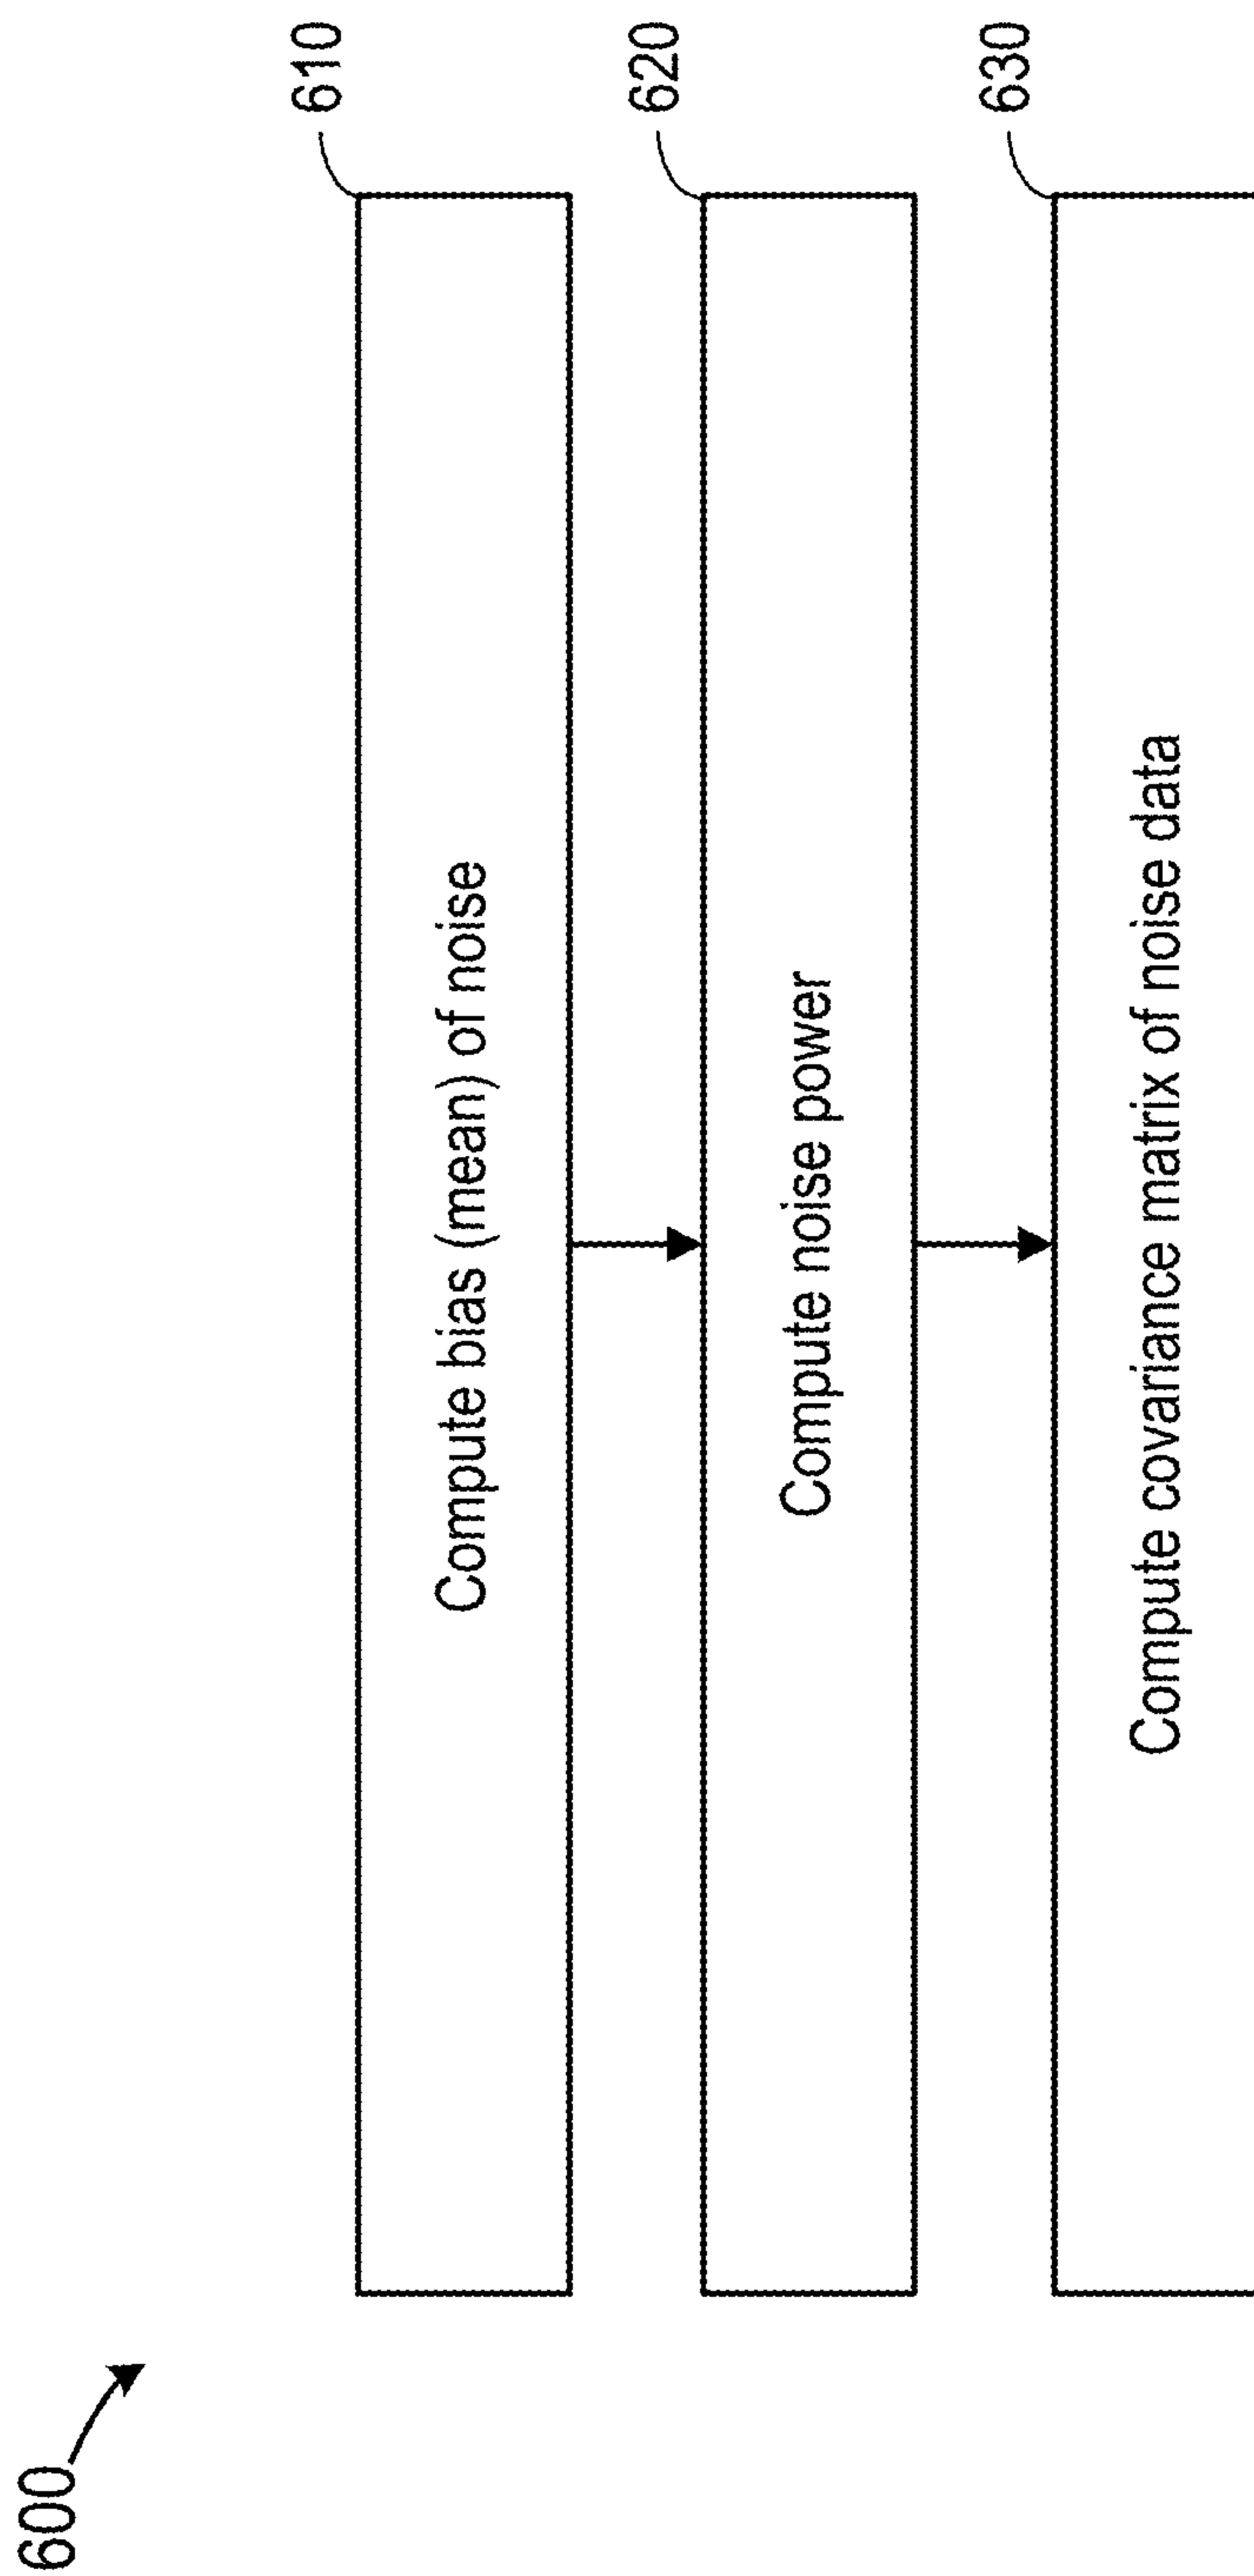 600
610
Compute bias (mean) of noise
620
Compute noise power
630
Compute covariance matrix of noise data